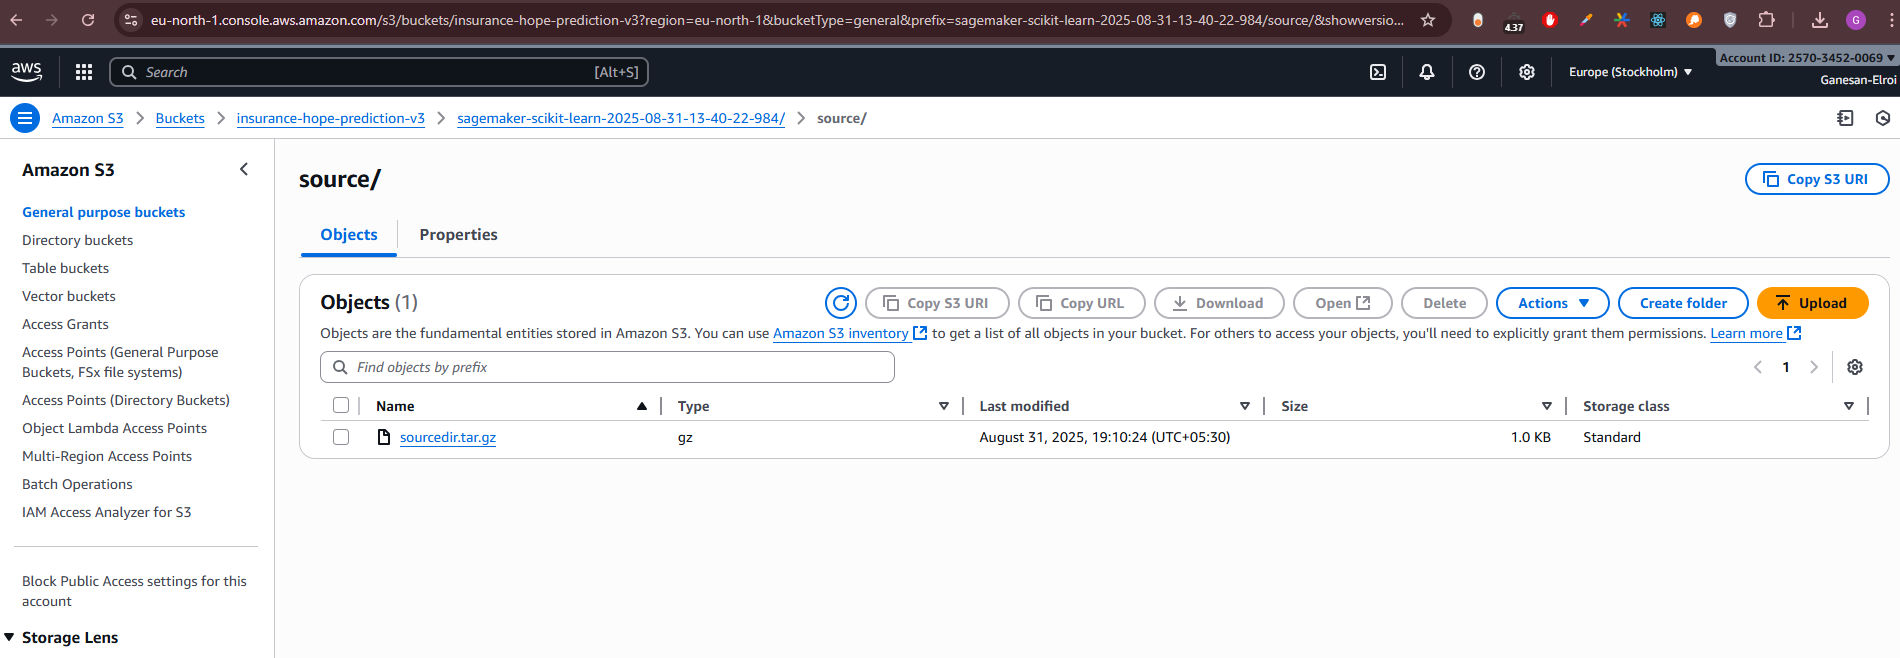 eu-north-1.console.aws.amazon.com/s3/buckets/insurance-hope-prediction-v3?region=eu-north-1&bucketType=general&prefix=sagemaker-scikit-learn-2025-08-31-13-40-22-984/source/&showversio...
4.37
G
aws
Search
[Alt+S]
Europe (Stockholm)
Account ID: 2570-3452-0069
Ganesan-Elroi
Amazon S3 > Buckets > insurance-hope-prediction-v3 > sagemaker-scikit-learn-2025-08-31-13-40-22-984/ > source/
Amazon S3
General purpose buckets
Directory buckets
Table buckets
Vector buckets
Access Grants
Access Points (General Purpose
Buckets, FSx file systems)
Access Points (Directory Buckets)
Object Lambda Access Points
Multi-Region Access Points
Batch Operations
IAM Access Analyzer for S3
Block Public Access settings for this
account
Storage Lens
source/
Copy S3 URI
Objects
Properties
Objects (1)
Copy S3 URI
Copy URL
Download
Open
Delete
Actions
Create folder
Upload
Objects are the fundamental entities stored in Amazon S3. You can use Amazon S3 inventory to get a list of all objects in your bucket. For others to access your objects, you'll need to explicitly grant them permissions. Learn more
Find objects by prefix
1
Name Type Last modified Size Storage class
sourcedir.tar.gz gz August 31, 2025, 19:10:24 (UTC+05:30) 1.0 KB Standard